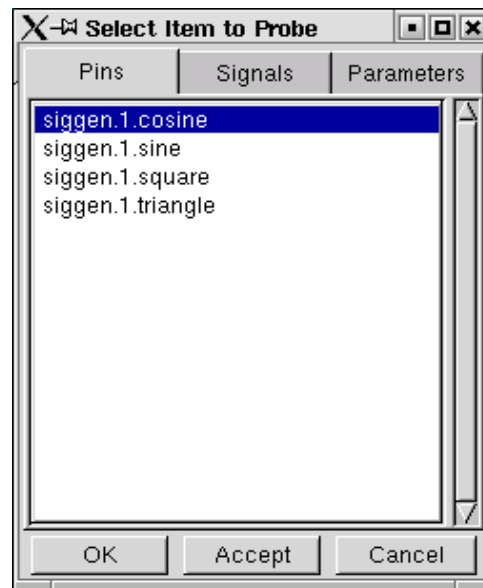 Select Item to Probe
Pins Signals Parameters
siggen.1.cosine
siggen.1.sine
siggen.1.square
siggen.1.triangle
OK Accept Cancel